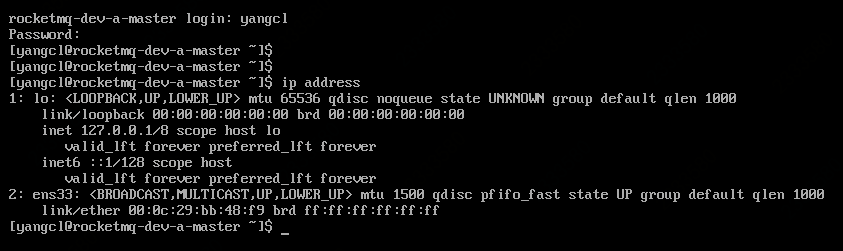 rocketmq-dev-a-master login: yangcl
Password:
[yangcl@rocketmq-dev-a-master ~]$
[yangcl@rocketmq-dev-a-master ~]$
[yangcl@rocketmq-dev-a-master ~]$ ip address
1: lo: <LOOPBACK,UP,LOWER_UP> mtu 65536 qdisc noqueue state UNKNOWN group default qlen 1000
    link/loopback 00:00:00:00:00:00 brd 00:00:00:00:00:00
    inet 127.0.0.1/8 scope host lo
       valid_lft forever preferred_lft forever
    inet6 ::1/128 scope host
       valid_lft forever preferred_lft forever
2: ens33: <BROADCAST,MULTICAST,UP,LOWER_UP> mtu 1500 qdisc pfifo_fast state UP group default qlen 1000
    link/ether 00:0c:29:bb:48:f9 brd ff:ff:ff:ff:ff:ff
[yangcl@rocketmq-dev-a-master ~]$ _